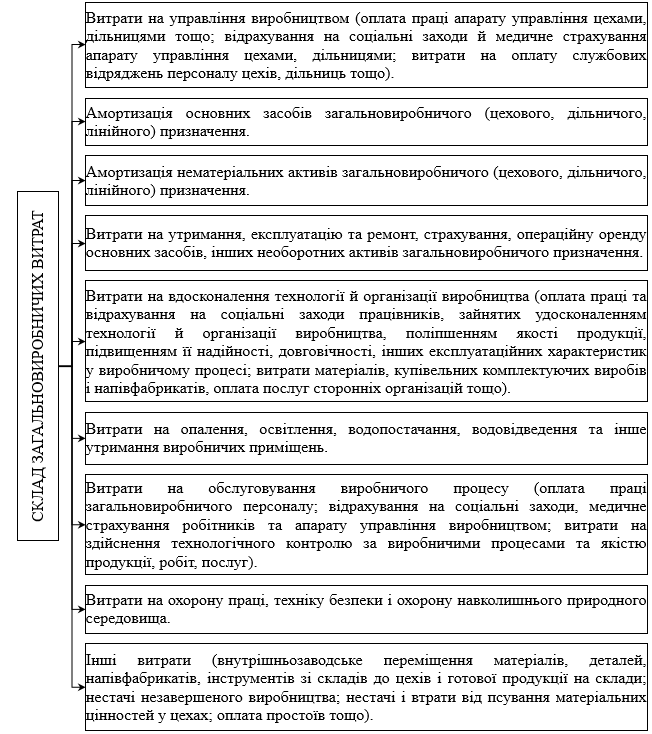 СКЛАД ЗАГАЛЬНОВИРОБНИЧИХ ВИТРАТ
Витрати на управління виробництвом (оплата праці апарату управління цехами,
дільницями тощо; відрахування на соціальні заходи й медичне страхування
апарату управління цехами, дільницями; витрати на оплату службових
відряджень персоналу цехів, дільниць тощо).
Амортизація основних засобів загальновиробничого (цехового, дільничого,
лінійного) призначення.
Амортизація нематеріальних активів загальновиробничого (цехового, дільничого,
лінійного) призначення.
Витрати на утримання, експлуатацію та ремонт, страхування, операційну оренду
основних засобів, інших необоротних активів загальновиробничого призначення.
Витрати на вдосконалення технології й організації виробництва (оплата праці та
відрахування на соціальні заходи працівників, зайнятих удосконаленням
технології й організації виробництва, поліпшенням якості продукції,
підвищенням її надійності, довговічності, інших експлуатаційних характеристик
у виробничому процесі; витрати матеріалів, купівельних комплектуючих виробів
і напівфабрикатів, оплата послуг сторонніх організацій тощо).
Витрати на опалення, освітлення, водопостачання, водовідведення та інше
утримання виробничих приміщень.
Витрати на обслуговування виробничого процесу (оплата праці
загальновиробничого персоналу; відрахування на соціальні заходи, медичне
страхування робітників та апарату управління виробництвом; витрати на
здійснення технологічного контролю за виробничими процесами та якістю
продукції, робіт, послуг).
Витрати на охорону праці, техніку безпеки і охорону навколишнього природного
середовища.
Інші витрати (внутрішньозаводське переміщення матеріалів, деталей,
напівфабрикатів, інструментів зі складів до цехів і готової продукції на склади;
нестачі незавершеного виробництва; нестачі і втрати від псування матеріальних
цінностей у цехах; оплата простоїв тощо).